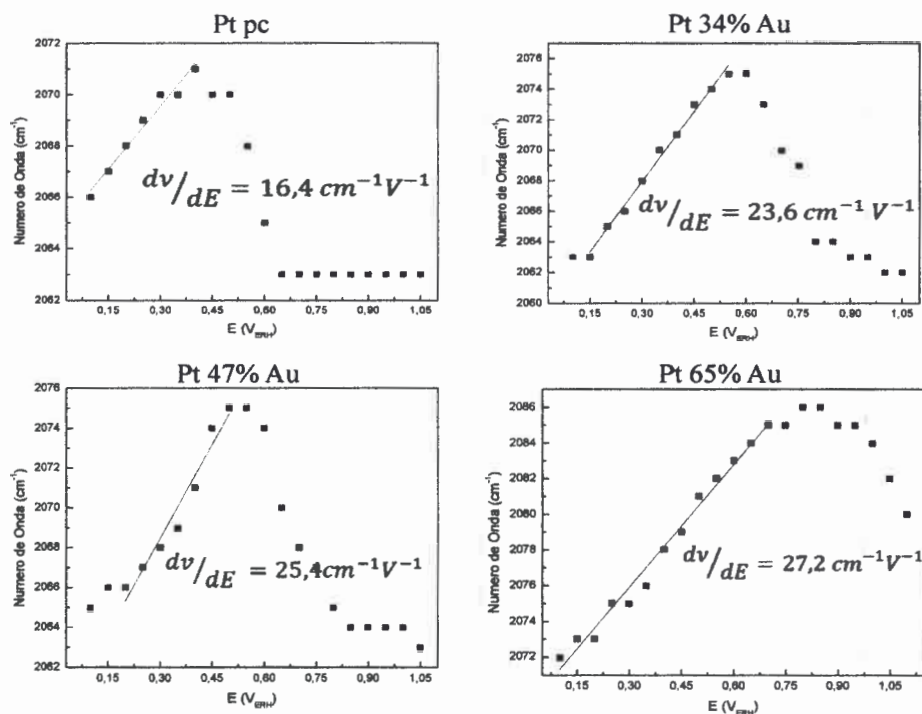 Pt pc
Numero de Onda (cm⁻¹)
2072
2070
2068
2066
2064
2062
dν/dE = 16,4 cm⁻¹V⁻¹
0,15 0,30 0,45 0,60 0,75 0,90 1,05
E (V_ERH)
Pt 34% Au
Numero de Onda (cm⁻¹)
2076
2074
2072
2070
2068
2066
2064
2062
2060
dν/dE = 23,6 cm⁻¹ V⁻¹
0,15 0,30 0,45 0,60 0,75 0,90 1,05
E (V_ERH)
Pt 47% Au
Numero de Onda (cm⁻¹)
2076
2074
2072
2070
2068
2066
2064
2062
dν/dE = 25,4cm⁻¹V⁻¹
0,15 0,30 0,45 0,60 0,75 0,90 1,05
E (V_ERH)
Pt 65% Au
Numero de Onda (cm⁻¹)
2086
2084
2082
2080
2078
2076
2074
2072
dν/dE = 27,2 cm⁻¹V⁻¹
0,15 0,30 0,45 0,60 0,75 0,90 1,05
E (V_ERH)